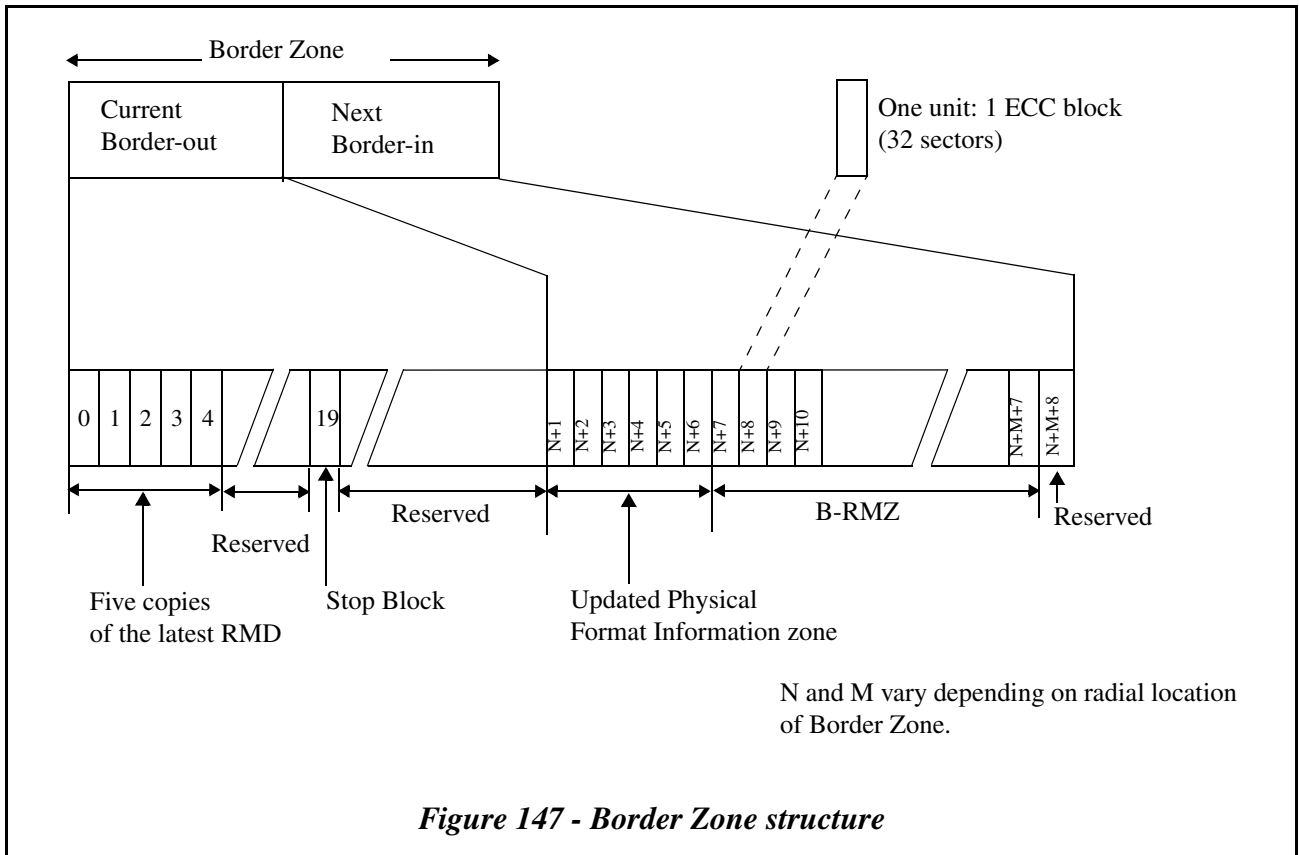 Border Zone
Current
Border-out
Next
Border-in
One unit: 1 ECC block
(32 sectors)
0
1
2
3
4
19
N+1
N+2
N+3
N+4
N+5
N+6
N+7
N+8
N+9
N+10
N+M+7
N+M+8
Reserved
Reserved
B-RMZ
Reserved
Five copies
of the latest RMD
Stop Block
Updated Physical
Format Information zone
N and M vary depending on radial location
of Border Zone.
Figure 147 - Border Zone structure